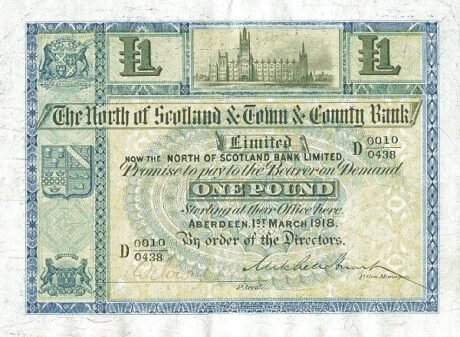 £1 £1
The North of Scotland & Town & County Bank
Limited
NOW THE NORTH OF SCOTLAND BANK LIMITED,
D 0010/0438
Promise to pay to the Bearer on Demand
ONE POUND
Sterling at their Office here.
ABERDEEN, 1ST MARCH 1918.
By order of the Directors.
D 0010/0438